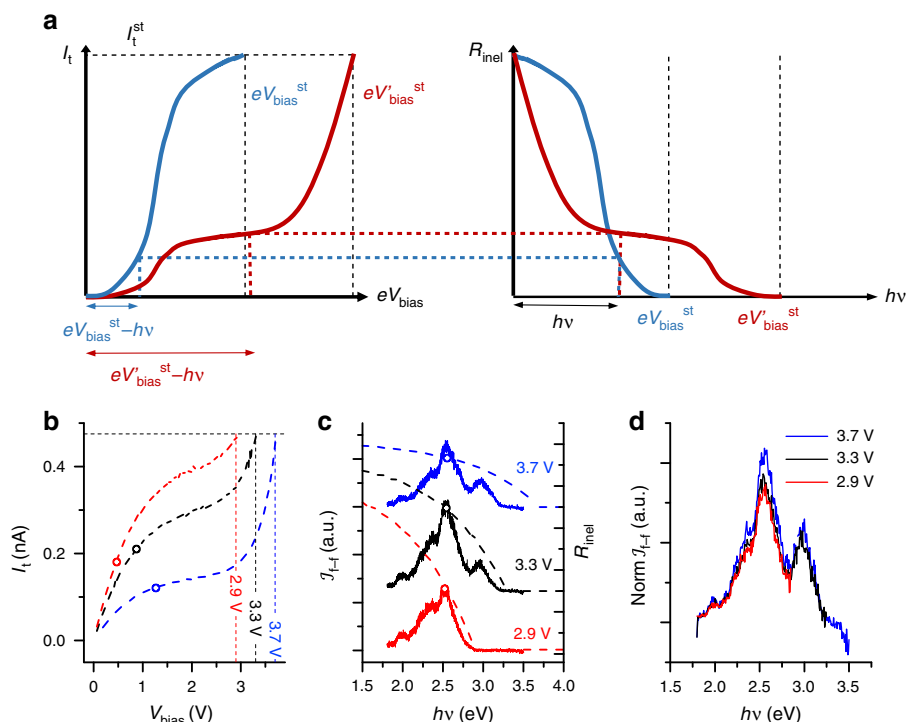 a
I_t
I_t^st
eV_bias^st
eV'_bias^st
eV_bias
eV_bias^st–hν
eV'_bias^st–hν
R_inel
hν
eV_bias^st
eV'_bias^st
hν
b
I_t (nA)
0.4
0.2
0.0
2.9 V
3.3 V
3.7 V
0 1 2 3
V_bias (V)
c
ℐ_f–f (a.u.)
3.7 V
3.3 V
2.9 V
R_inel
1.5 2.0 2.5 3.0 3.5 4.0
hν (eV)
d
Norm ℐ_f–f (a.u.)
3.7 V
3.3 V
2.9 V
1.5 2.0 2.5 3.0 3.5
hν (eV)